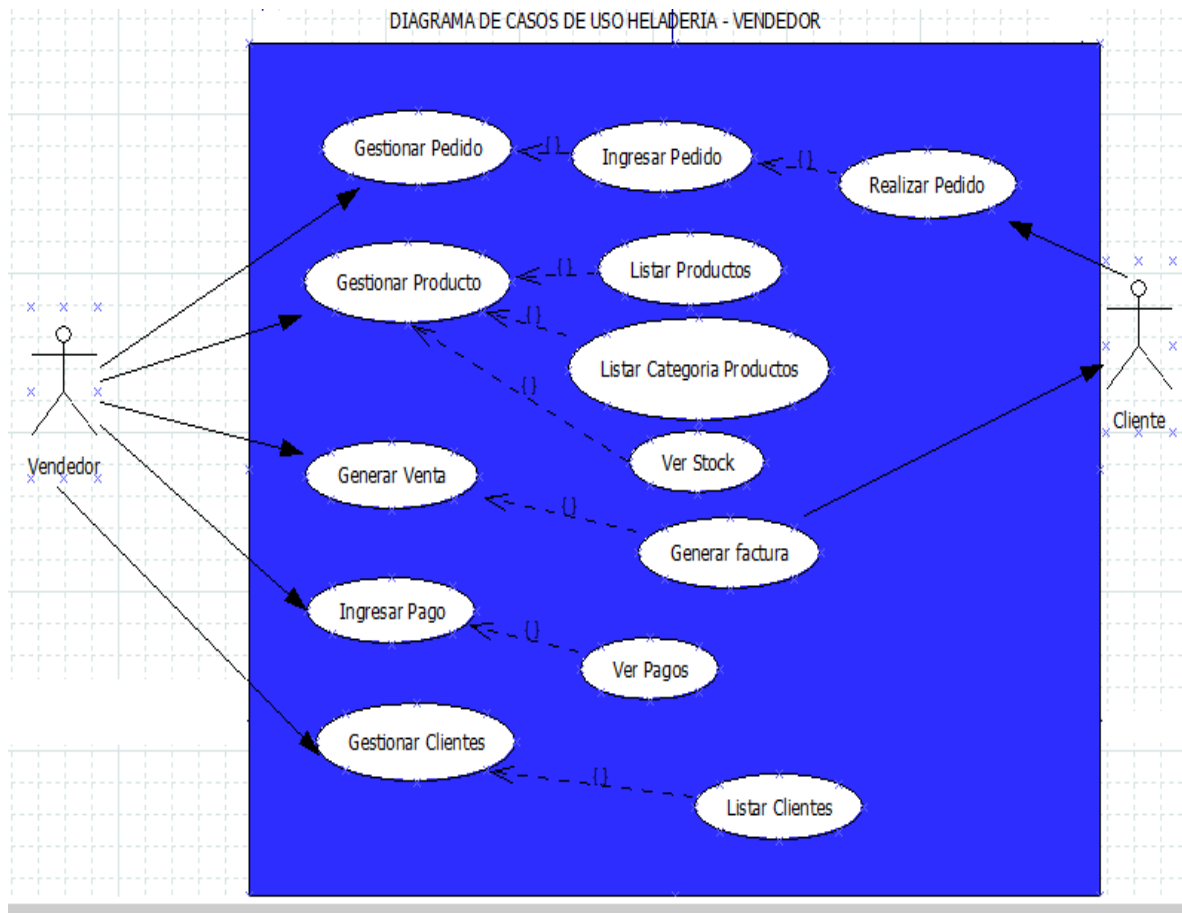 DIAGRAMA DE CASOS DE USO HELADERIA - VENDEDOR
Gestionar Pedido
{}
Ingresar Pedido
{}
Realizar Pedido
Gestionar Producto
{}
Listar Productos
{}
Listar Categoria Productos
{}
Ver Stock
Vendedor
Cliente
Generar Venta
{}
Generar factura
Ingresar Pago
{}
Ver Pagos
Gestionar Clientes
{}
Listar Clientes